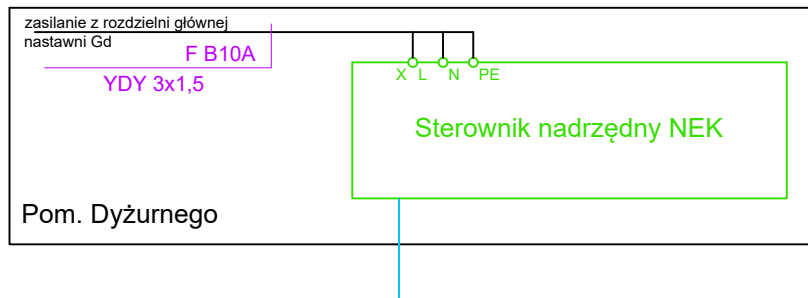 zasilanie z rozdzielni głównej
nastawni Gd
F B10A
YDY 3x1,5
X L N PE
Sterownik nadrzędny NEK
Pom. Dyżurnego